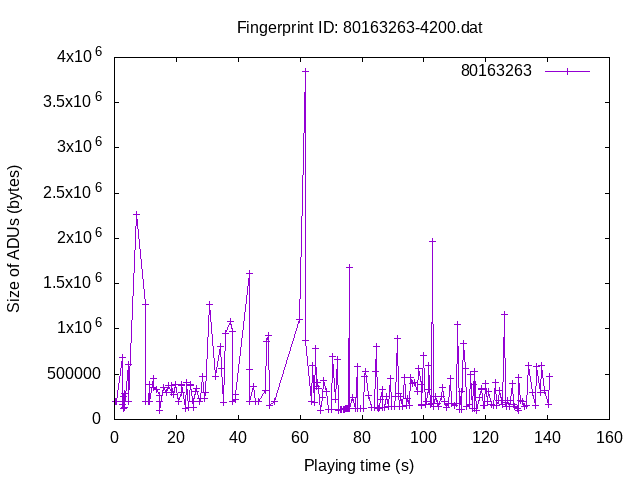 Fingerprint ID: 80163263-4200.dat
80163263
4x10^6
3.5x10^6
3x10^6
2.5x10^6
2x10^6
1.5x10^6
1x10^6
500000
0
Size of ADUs (bytes)
0 20 40 60 80 100 120 140 160
Playing time (s)